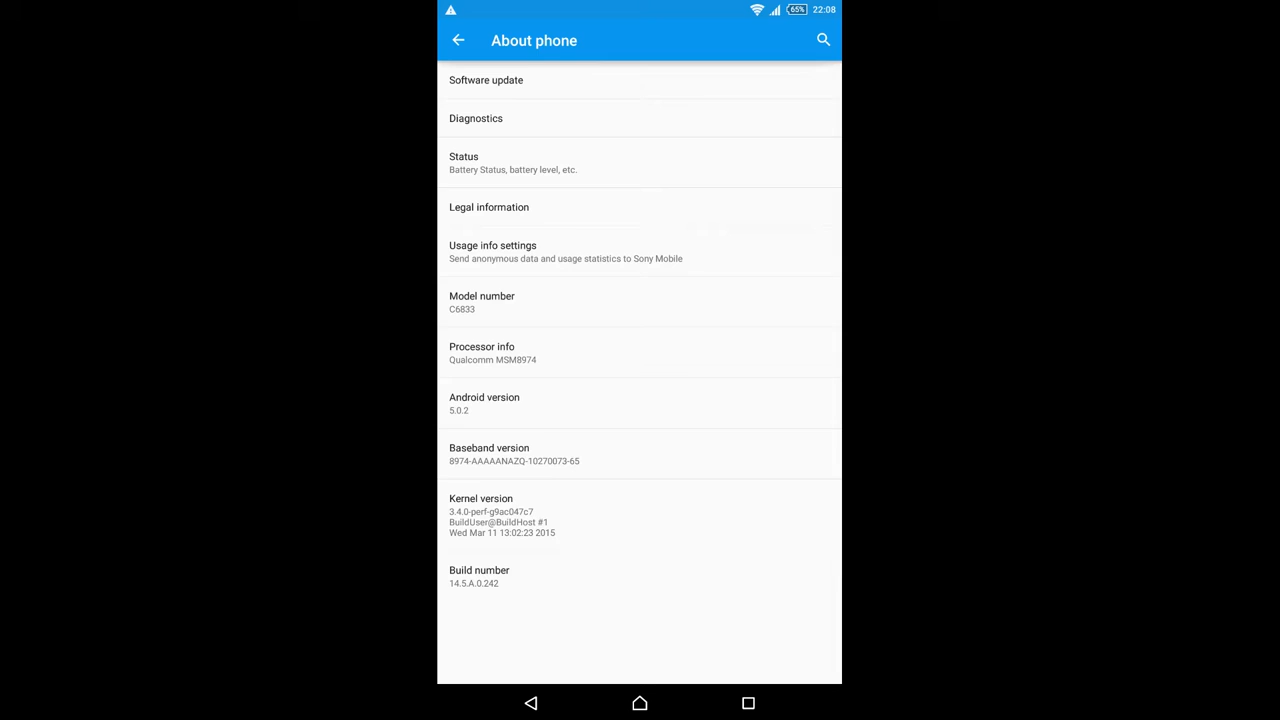 65% 22:08
About phone
Software update
Diagnostics
Status
Battery Status, battery level, etc.
Legal information
Usage info settings
Send anonymous data and usage statistics to Sony Mobile
Model number
C6833
Processor info
Qualcomm MSM8974
Android version
5.0.2
Baseband version
8974-AAAAANAZQ-10270073-65
Kernel version
3.4.0-perf-g9ac047c7
BuildUser@BuildHost #1
Wed Mar 11 13:02:23 2015
Build number
14.5.A.0.242